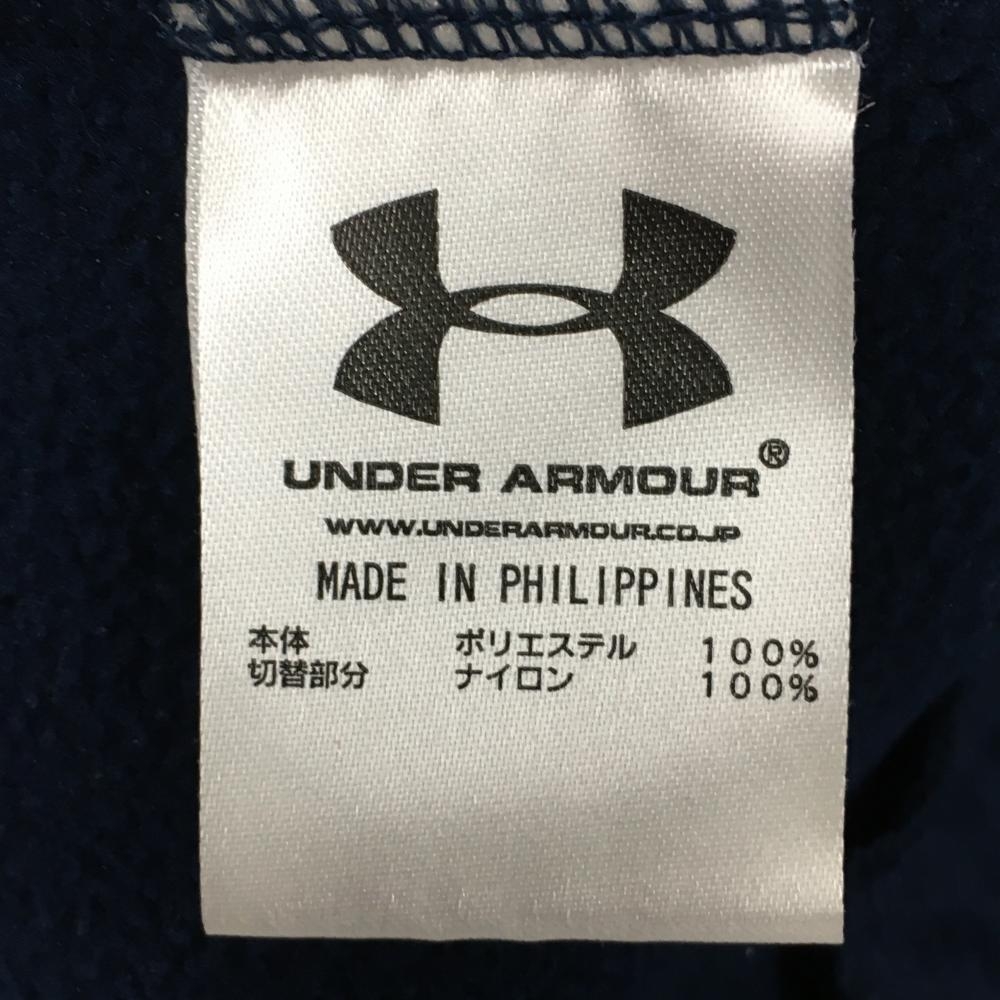 UNDER ARMOUR®
WWW.UNDERARMOUR.CO.JP
MADE IN PHILIPPINES
本体 ポリエステル 100%
切替部分 ナイロン 100%